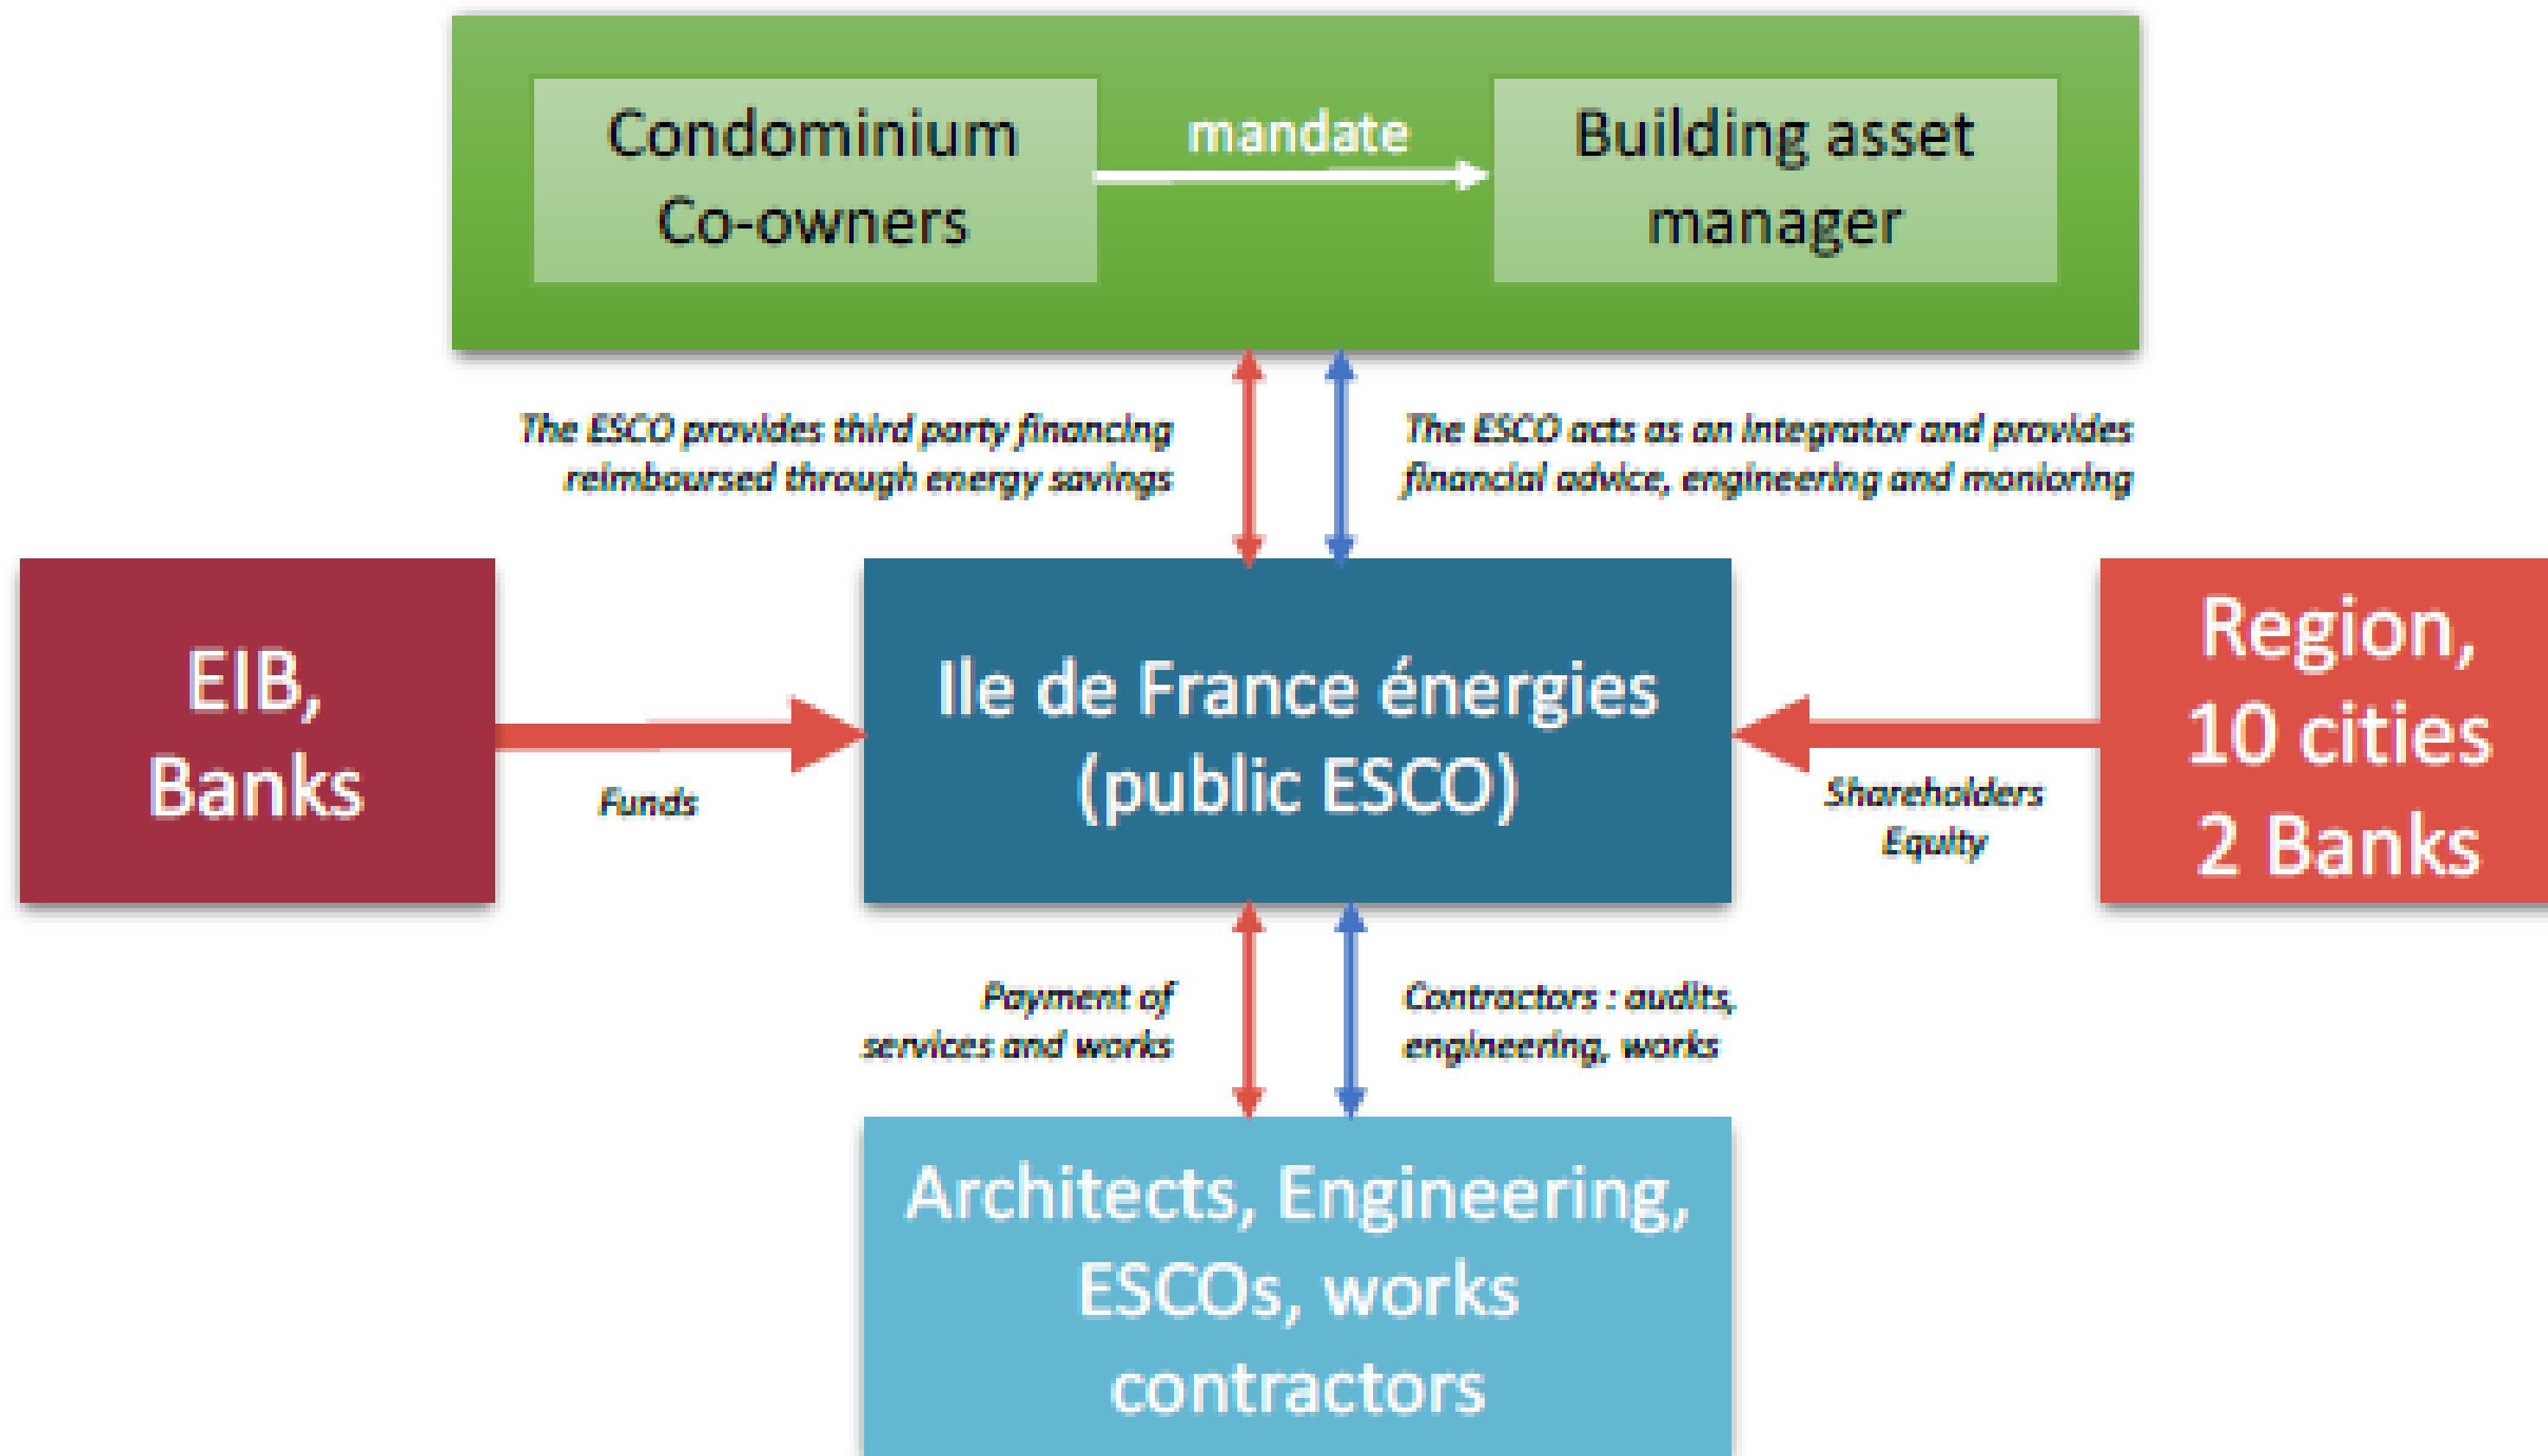 Condominium
Co-owners
mandate
Building asset
manager
The ESCO provides third party financing
reimboursed through energy savings
The ESCO acts as an integrator and provides
financial advice, engineering and monioring
EIB,
Banks
Funds
Ile de France énergies
(public ESCO)
Shareholders
Equity
Region,
10 cities
2 Banks
Payment of
services and works
Contractors : audits,
engineering, works
Architects, Engineering,
ESCOs, works
contractors